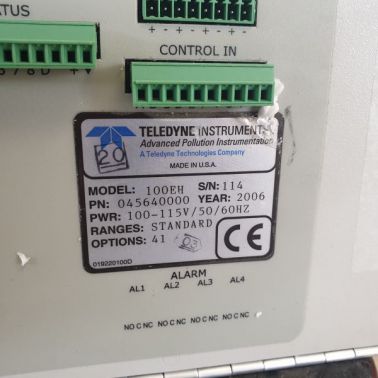 + - + -
+ -
CONTROL IN
TELEDYNE INSTRUMENTS
Advanced Pollution Instrumentation
A Teledyne Technologies Company
20
MADE IN U.S.A.
MODEL: 100EH S/N: 114
PN: 045640000 YEAR: 2006
PWR: 100-115V/50/60HZ
RANGES: STANDARD
OPTIONS: 41
CE
019220100D
ALARM
AL1 AL2 AL3 AL4
NO C NC NO C NC NO C NC NO C NC